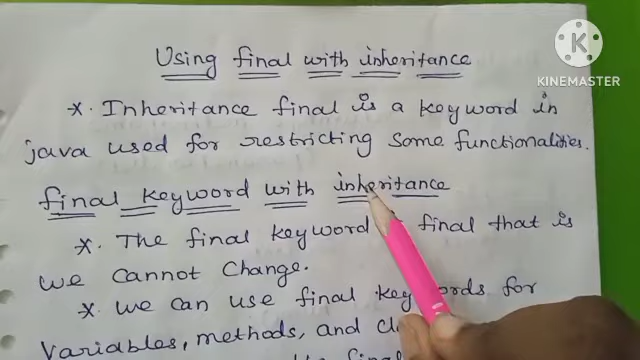 Using final with inheritance
KINEMASTER
*. Inheritance final is a keyword in
java used for restricting some functionalities.
final keyword with inheritance
*. The final keyword final that is
we cannot change.
*. we can use final keywords for
variables, methods, and
final